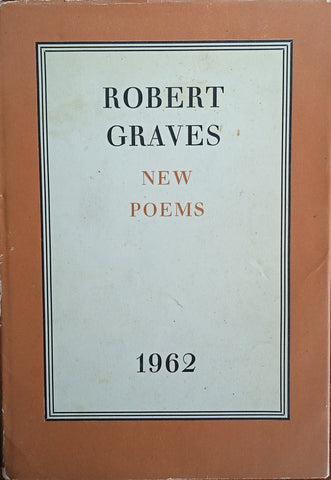 ROBERT
GRAVES
NEW
POEMS
1962